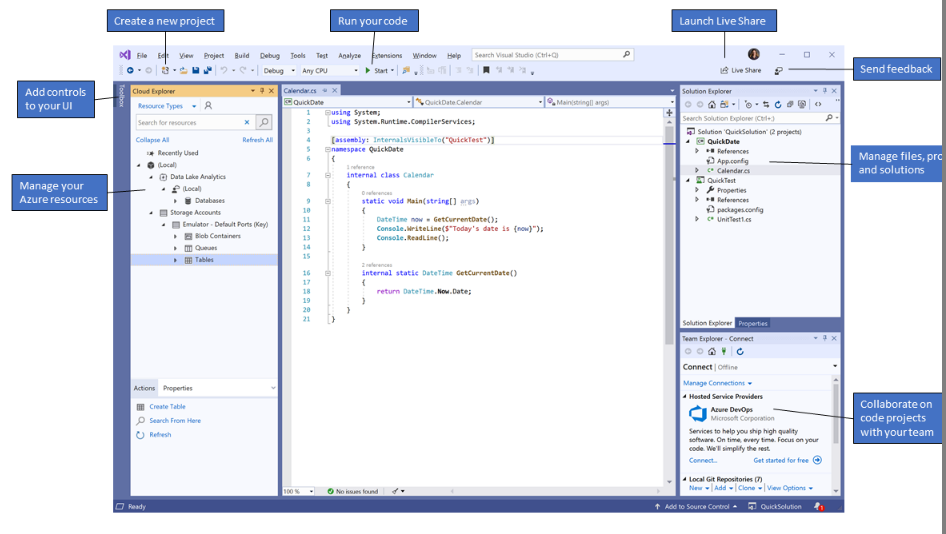 Create a new project
Run your code
Launch Live Share
Send feedback
Add controls
to your UI
Manage your
Azure resources
Manage files, pro
and solutions
Collaborate on
code projects
with your team
File Edit View Project Build Debug Tools Test Analyze Extensions Window Help Search Visual Studio (Ctrl+Q)
Debug Any CPU Start Live Share
Toolbox
Cloud Explorer
Resource Types
Search for resources
Collapse All Refresh All
Recently Used
(Local)
Data Lake Analytics
(Local)
Databases
Storage Accounts
Emulator - Default Ports (Key)
Blob Containers
Queues
Tables
Actions Properties
Create Table
Search From Here
Refresh
Calendar.cs
QuickDate QuickDate.Calendar Main(string[] args)
1 using System;
2 using System.Runtime.CompilerServices;
3
4 [assembly: InternalsVisibleTo("QuickTest")]
5 namespace QuickDate
6 {
1 reference
7 internal class Calendar
8 {
0 references
9 static void Main(string[] args)
10 {
11 DateTime now = GetCurrentDate();
12 Console.WriteLine($"Today's date is {now}");
13 Console.ReadLine();
14 }
15
2 references
16 internal static DateTime GetCurrentDate()
17 {
18 return DateTime.Now.Date;
19 }
20 }
21 }
100 % No issues found
Solution Explorer
Search Solution Explorer (Ctrl+;)
Solution 'QuickSolution' (2 projects)
QuickDate
References
App.config
Calendar.cs
QuickTest
Properties
References
packages.config
UnitTest1.cs
Solution Explorer Properties
Team Explorer - Connect
Connect | Offline
Manage Connections
Hosted Service Providers
Azure DevOps
Microsoft Corporation
Services to help you ship high quality
software. On time, every time. Focus on your
code. We'll simplify the rest.
Connect... Get started for free
Local Git Repositories (7)
New | Add | Clone | View Options
Ready Add to Source Control QuickSolution 1